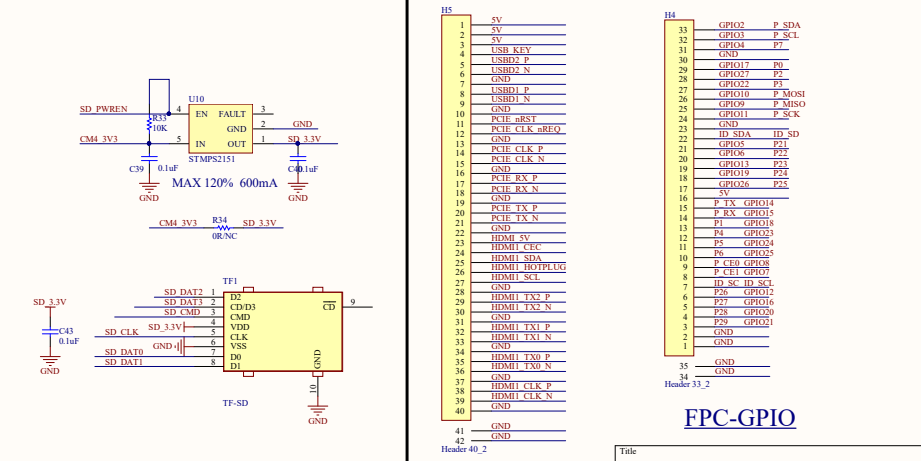 U10
SD_PWREN 4 EN FAULT 3
R33
10K
GND 2 GND
CM4_3V3 5 IN OUT 1 SD_3.3V
STMPS2151
C39 0.1uF
0.1uF
GND
MAX 120% 600mA
GND
CM4_3V3 R34 SD_3.3V
0R/NC
TF1
SD_DAT2 1 D2
SD_DAT3 2 CD/D3 CD 9
SD_CMD 3 CMD
SD_3.3V 4 VDD
SD_CLK 5 CLK
GND 6 VSS
SD_DAT0 7 D0
SD_DAT1 8 D1
GND
10
GND
TF-SD
SD_3.3V
C43
0.1uF
GND
H5
1 5V
2 5V
3 5V
4 USB_KEY
5 USBD2_P
6 USBD2_N
7 GND
8 USBD1_P
9 USBD1_N
10 GND
11 PCIE_nRST
12 PCIE_CLK_nREQ
13 GND
14 PCIE_CLK_P
15 PCIE_CLK_N
16 GND
17 PCIE_RX_P
18 PCIE_RX_N
19 GND
20 PCIE_TX_P
21 PCIE_TX_N
22 GND
23 HDMI_5V
24 HDMI1_CEC
25 HDMI1_SDA
26 HDMI1_HOTPLUG
27 HDMI1_SCL
28 GND
29 HDMI1_TX2_P
30 HDMI1_TX2_N
31 GND
32 HDMI1_TX1_P
33 HDMI1_TX1_N
34 GND
35 HDMI1_TX0_P
36 HDMI1_TX0_N
37 GND
38 HDMI1_CLK_P
39 HDMI1_CLK_N
40 GND
41 GND
42 GND
Header 40_2
H4
33 GPIO2 P_SDA
32 GPIO3 P_SCL
31 GPIO4 P7
30 GND
29 GPIO17 P0
28 GPIO27 P2
27 GPIO22 P3
26 GPIO10 P_MOSI
25 GPIO9 P_MISO
24 GPIO11 P_SCK
23 GND
22 ID_SDA ID_SD
21 GPIO5 P21
20 GPIO6 P22
19 GPIO13 P23
18 GPIO19 P24
17 GPIO26 P25
16 5V
15 P_TX GPIO14
14 P_RX GPIO15
13 P1 GPIO18
12 P4 GPIO23
11 P5 GPIO24
10 P6 GPIO25
9 P_CE0 GPIO8
8 P_CE1 GPIO7
7 ID_SC ID_SCL
6 P26 GPIO12
5 P27 GPIO16
4 P28 GPIO20
3 P29 GPIO21
2 GND
1 GND
35 GND
34 GND
Header 33_2
FPC-GPIO
Title